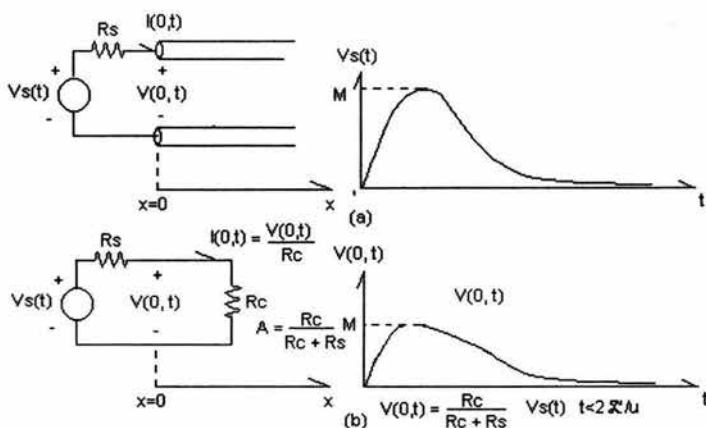 Rs
I(0,t)
+
Vs(t)
-
+
V(0,t)
-
x=0
x
Vs(t)
M
t
(a)
Rs
I(0,t) = V(0,t) / Rc
+
Vs(t)
-
+
V(0,t)
-
Rc
A = Rc / Rc + Rs
x=0
x
V(0,t)
M
V(0,t)
t
(b) V(0,t) = Rc / Rc + Rs Vs(t) t<2ℒ/u